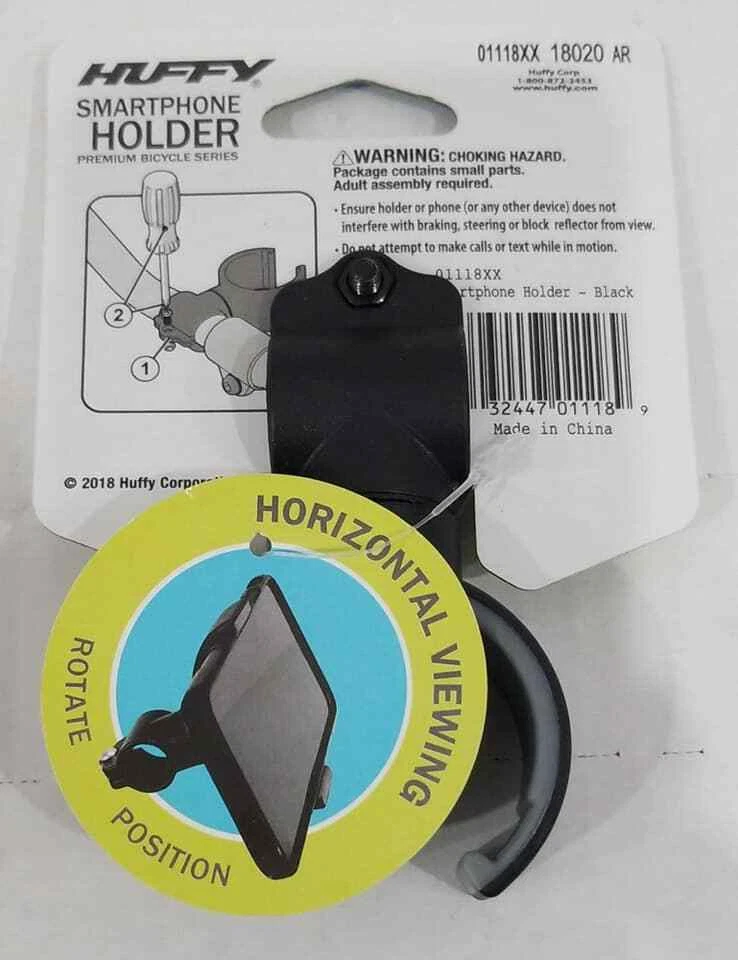 HUFFY®
SMARTPHONE
HOLDER
PREMIUM BICYCLE SERIES
01118XX 18020 AR
Huffy Corp
1-800-872-2453
www.huffy.com
⚠WARNING: CHOKING HAZARD.
Package contains small parts.
Adult assembly required.
• Ensure holder or phone (or any other device) does not
interfere with braking, steering or block reflector from view.
• Do not attempt to make calls or text while in motion.
2
1
01118XX
rtphone Holder - Black
32447 01118 9
Made in China
© 2018 Huffy Corpor
HORIZONTAL VIEWING
ROTATE
POSITION